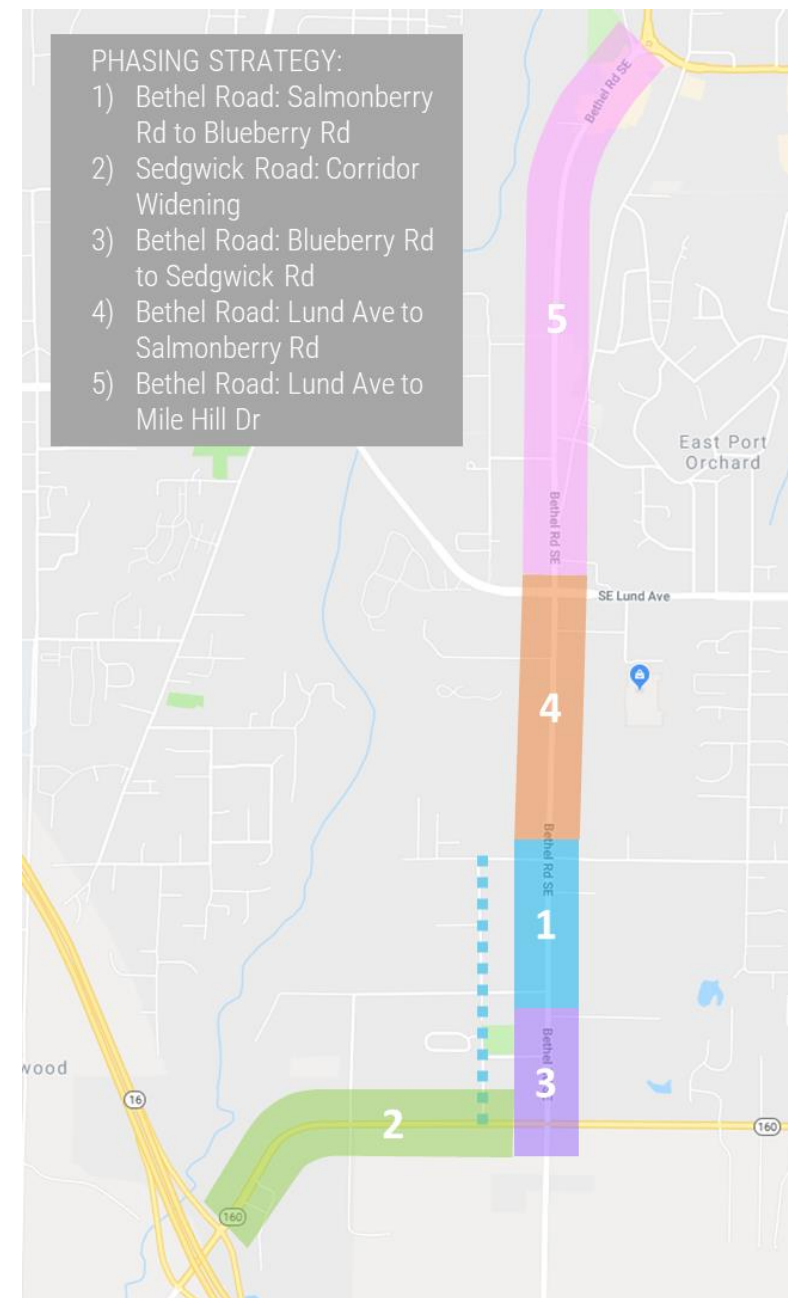 PHASING STRATEGY:
1) Bethel Road: Salmonberry
Rd to Blueberry Rd
2) Sedgwick Road: Corridor
Widening
3) Bethel Road: Blueberry Rd
to Sedgwick Rd
4) Bethel Road: Lund Ave to
Salmonberry Rd
5) Bethel Road: Lund Ave to
Mile Hill Dr
Bethel Rd SE
5
East Port
Orchard
Bethel Rd SE
SE Lund Ave
4
Bethel Rd SE
1
wood
16
Bethel
3
2
160
160